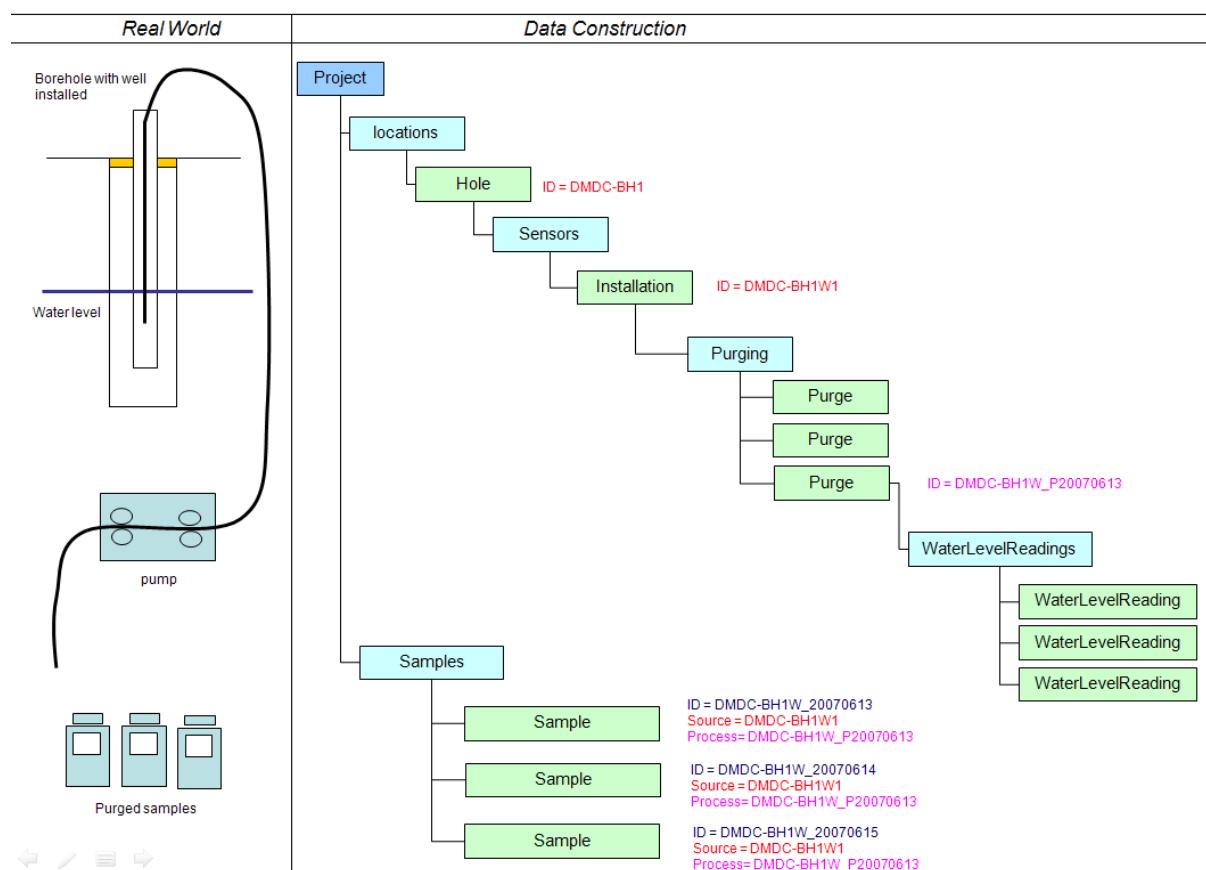 Real World
Data Construction
Borehole with well
installed
Water level
pump
Purged samples
Project
locations
Hole
ID = DMDC-BH1
Sensors
Installation
ID = DMDC-BH1W1
Purging
Purge
Purge
Purge
ID = DMDC-BH1W_P20070613
WaterLevelReadings
WaterLevelReading
WaterLevelReading
WaterLevelReading
Samples
Sample
ID = DMDC-BH1W_20070613
Source = DMDC-BH1W1
Process= DMDC-BH1W_P20070613
Sample
ID = DMDC-BH1W_20070614
Source = DMDC-BH1W1
Process= DMDC-BH1W_P20070613
Sample
ID = DMDC-BH1W_20070615
Source = DMDC-BH1W1
Process= DMDC-BH1W_P20070613